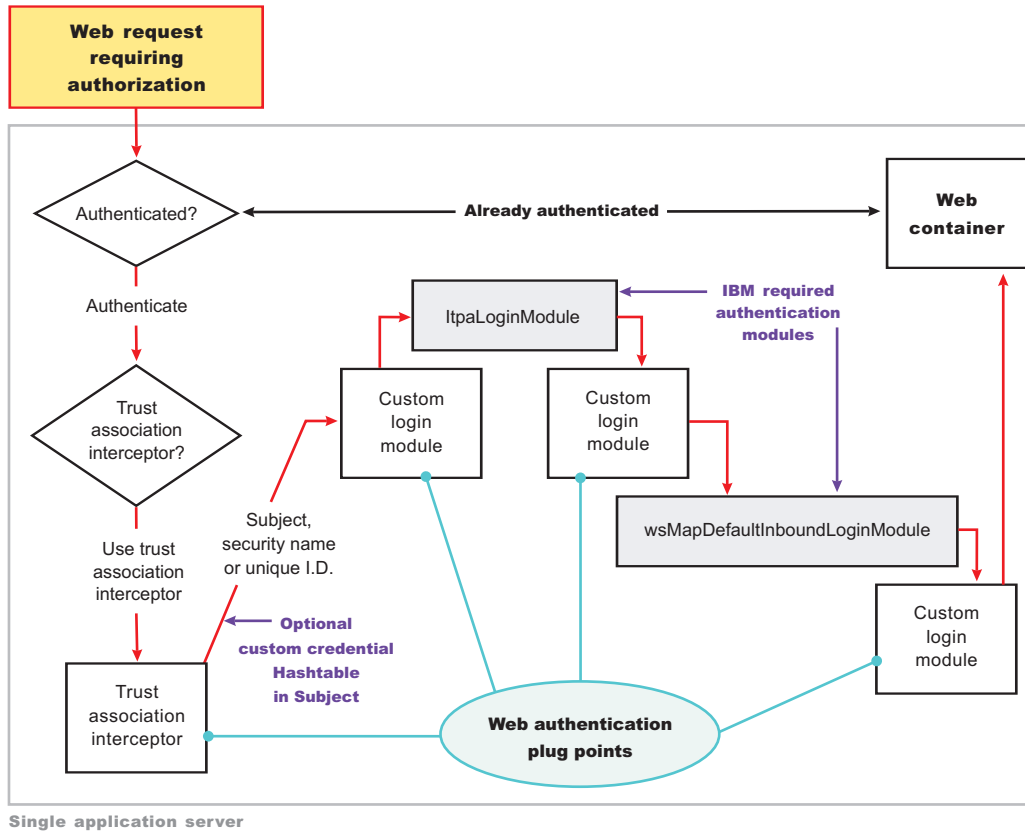 Web request
requiring
authorization
Authenticated?
Already authenticated
Web
container
Authenticate
ltpaLoginModule
IBM required
authentication
modules
Trust
association
interceptor?
Custom
login
module
Custom
login
module
Subject,
security name
or unique I.D.
wsMapDefaultInboundLoginModule
Use trust
association
interceptor
Optional
custom credential
Hashtable
in Subject
Custom
login
module
Trust
association
interceptor
Web authentication
plug points
Single application server